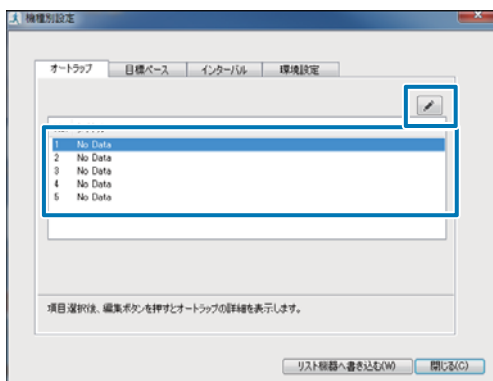 機種別設定
オートラップ 目標ペース インターバル 環境設定
1 No Data
2 No Data
3 No Data
4 No Data
5 No Data
項目選択後、編集ボタンを押すとオートラップの詳細を表示します。
リスト機器へ書き込む(W) 閉じる(C)